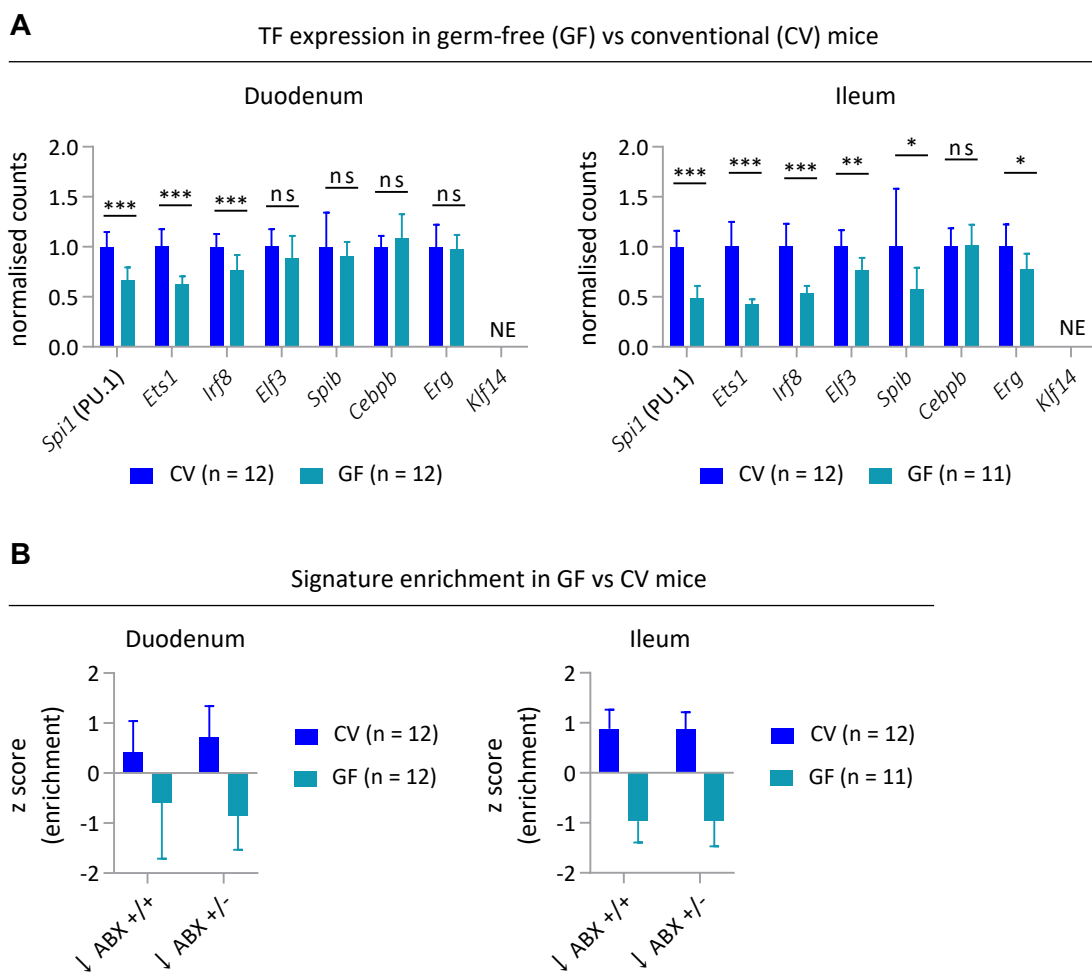 A
TF expression in germ-free (GF) vs conventional (CV) mice
Duodenum
normalised counts
2.0
1.5
1.0
0.5
0.0
***
***
***
ns
ns
ns
ns
NE
Spi1 (PU.1)
Ets1
Irf8
Elf3
Spib
Cebpb
Erg
Klf14
CV (n = 12)
GF (n = 12)
Ileum
normalised counts
2.0
1.5
1.0
0.5
0.0
***
***
***
**
*
ns
*
NE
Spi1 (PU.1)
Ets1
Irf8
Elf3
Spib
Cebpb
Erg
Klf14
CV (n = 12)
GF (n = 11)
B
Signature enrichment in GF vs CV mice
Duodenum
z score
(enrichment)
2
1
0
-1
-2
↓ ABX +/+
↓ ABX +/-
CV (n = 12)
GF (n = 12)
Ileum
z score
(enrichment)
2
1
0
-1
-2
↓ ABX +/+
↓ ABX +/-
CV (n = 12)
GF (n = 11)